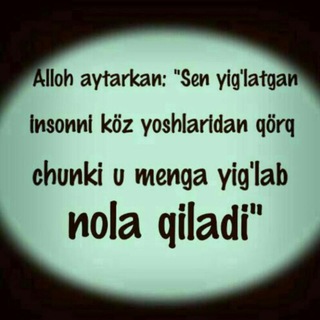 Alloh aytarkan: "Sen yig'latgan
insonni köz yoshlaridan qörq
chunki u menga yig'lab
nola qiladi"